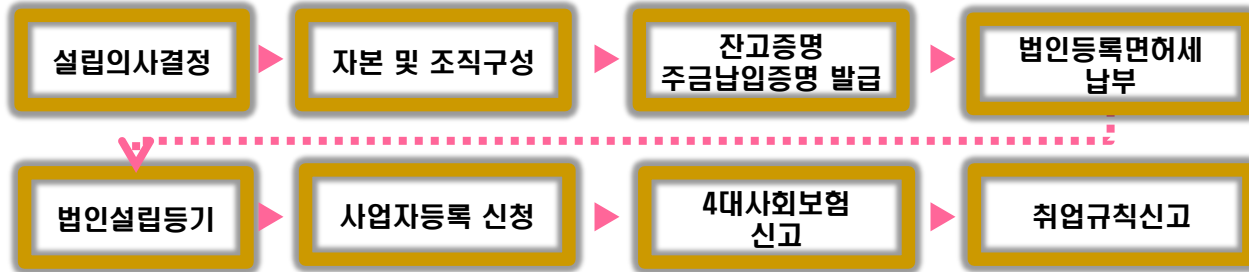 설립의사결정
자본 및 조직구성
잔고증명
주금납입증명 발급
법인등록면허세
납부
법인설립등기
사업자등록 신청
4대사회보험
신고
취업규칙신고